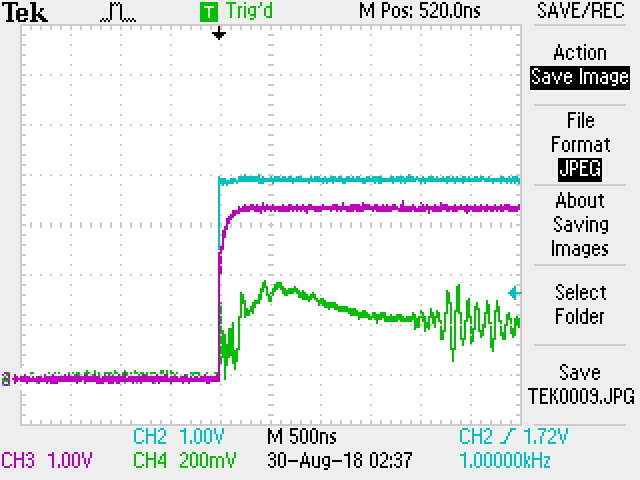 Tek T Trig'd M Pos: 520.0ns SAVE/REC
Action
Save Image
File
Format
JPEG
About
Saving
Images
Select
Folder
Save
TEK0009.JPG
CH2 1.00V M 500ns CH2 1.72V
CH3 1.00V CH4 200mV 30-Aug-18 02:37 1.00000kHz